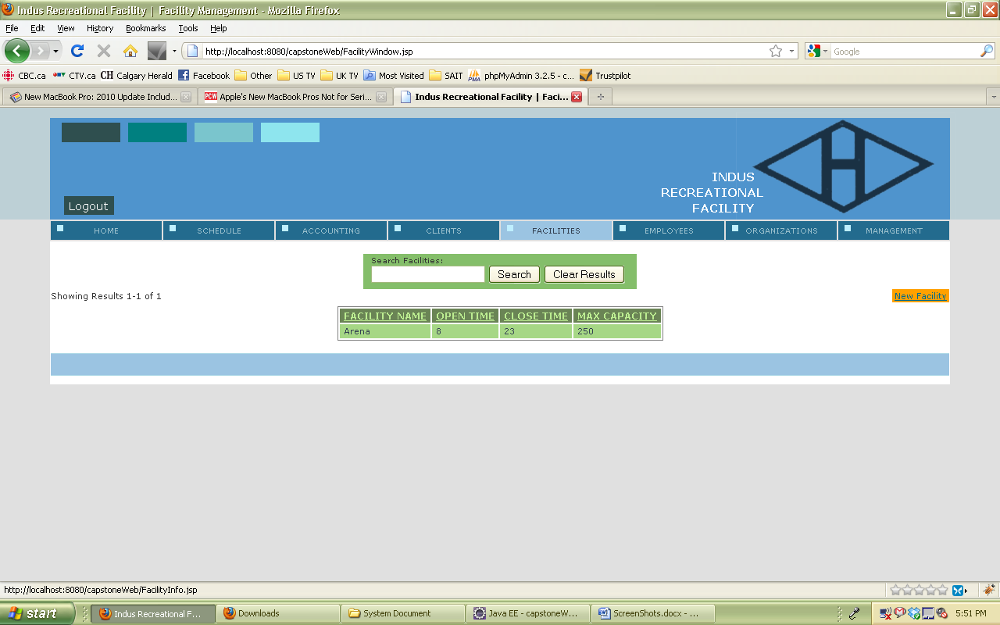 Indus Recreational Facility | Facility Management - Mozilla Firefox
File Edit View History Bookmarks Tools Help
http://localhost:8080/capstoneWeb/FacilityWindow.jsp
Google
CBC.ca CTV.ca CH Calgary Herald Facebook Other US TV UK TV Most Visited SAIT PMA phpMyAdmin 3.2.5 - c... Trustpilot
New MacBook Pro: 2010 Update Includ... PCW Apple's New MacBook Pros Not for Seri... Indus Recreational Facility | Faci...
INDUS
RECRECATIONAL
FACILITY
H
Logout
HOME SCHEDULE ACCOUNTING CLIENTS FACILITIES EMPLOYEES ORGANIZATIONS MANAGEMENT
Search Facilities:
Search Clear Results
Showing Results 1-1 of 1
New Facility
FACILITY NAME OPEN TIME CLOSE TIME MAX CAPACITY
Arena 8 23 250
http://localhost:8080/capstoneWeb/FacilityInfo.jsp
start Indus Recreational F... Downloads System Document Java EE - capstoneW... ScreenShots.docx - ... 5:51 PM